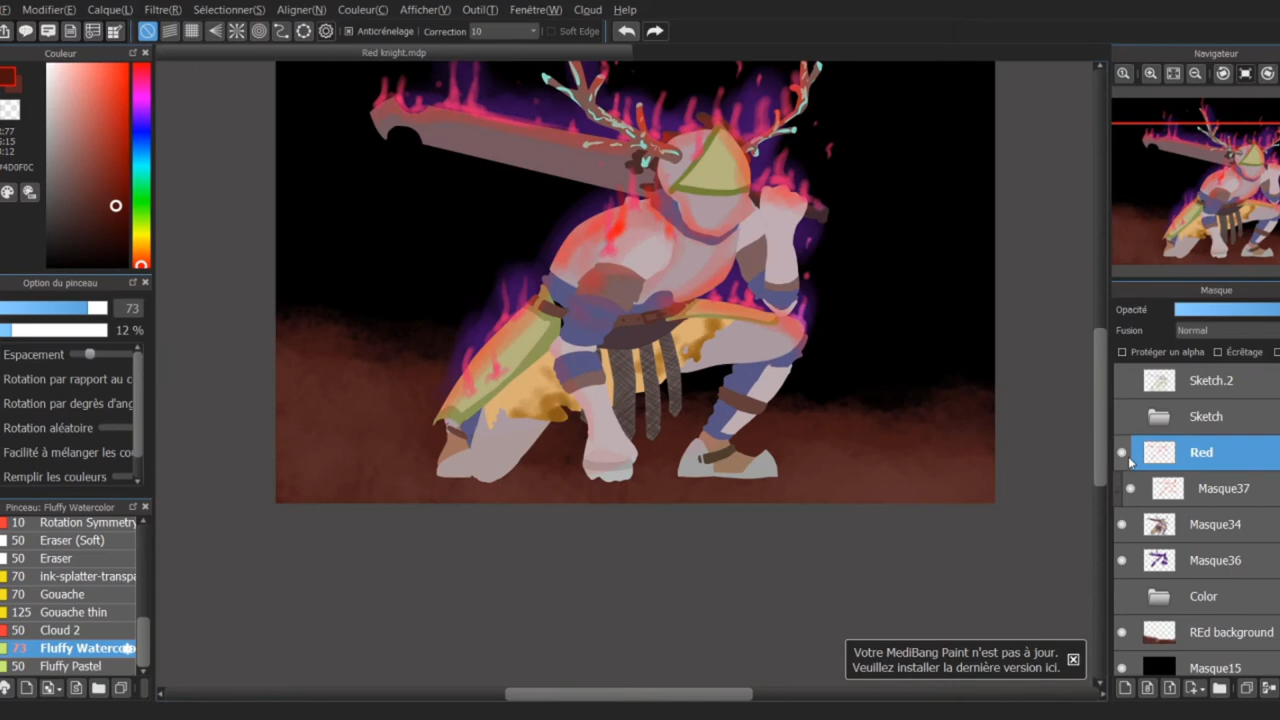 (F) Modifier(E) Calque(L) Filtre(R) Sélectionner(S) Aligner(N) Couleur(C) Afficher(V) Outil(T) Fenêtre(W) Cloud Help
Anticrénelage Correction 10 Soft Edge
Couleur
Red knight.mdp
Navigateur
:77
:15
:12
#4D0F0C
Option du pinceau
73
12 %
Espacement
Rotation par rapport au c
Rotation par degrés d'ang
Rotation aléatoire
Facilité à mélanger les co
Remplir les couleurs
Pinceau: Fluffy Watercolor
10 Rotation Symmetry
50 Eraser (Soft)
50 Eraser
70 ink-splatter-transpa
70 Gouache
125 Gouache thin
50 Cloud 2
73 Fluffy Waterco
50 Fluffy Pastel
Masque
Opacité
Fusion Normal
Protéger un alpha Écrêtage
Sketch.2
Sketch
Red
Masque37
Masque34
Masque36
Color
REd background
Masque15
Votre MediBang Paint n'est pas à jour.
Veuillez installer la dernière version ici.